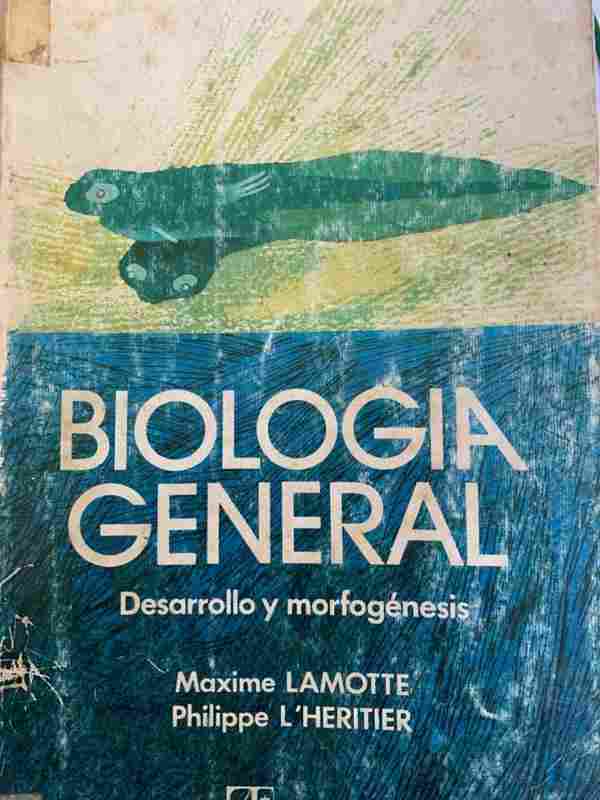 BIOLOGIA
GENERAL
Desarrollo y morfogénesis
Maxime LAMOTTE
Philippe L'HERITIER